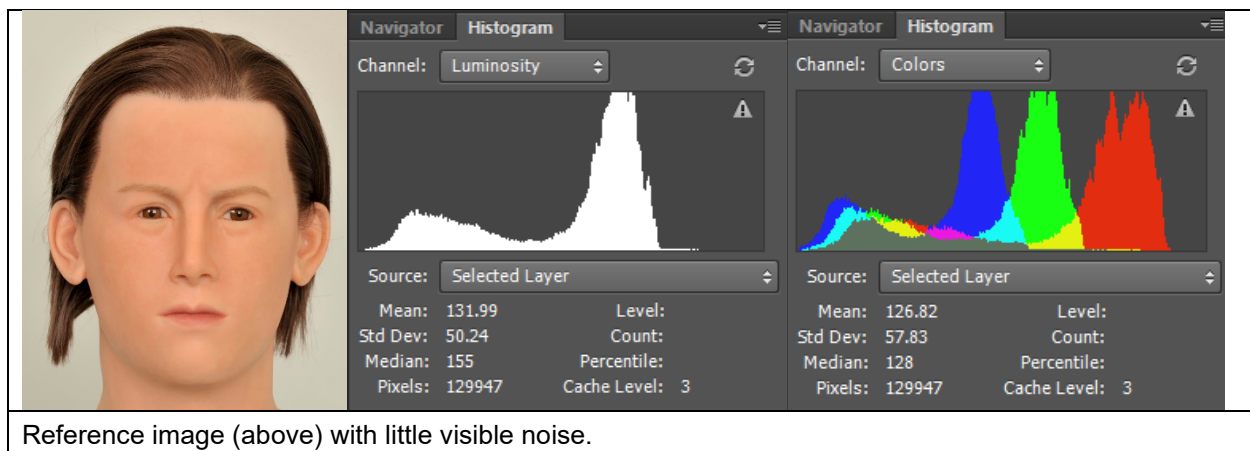 Navigator Histogram
Channel: Luminosity
Source: Selected Layer
Mean: 131.99 Level:
Std Dev: 50.24 Count:
Median: 155 Percentile:
Pixels: 129947 Cache Level: 3
Navigator Histogram
Channel: Colors
Source: Selected Layer
Mean: 126.82 Level:
Std Dev: 57.83 Count:
Median: 128 Percentile:
Pixels: 129947 Cache Level: 3
Reference image (above) with little visible noise.